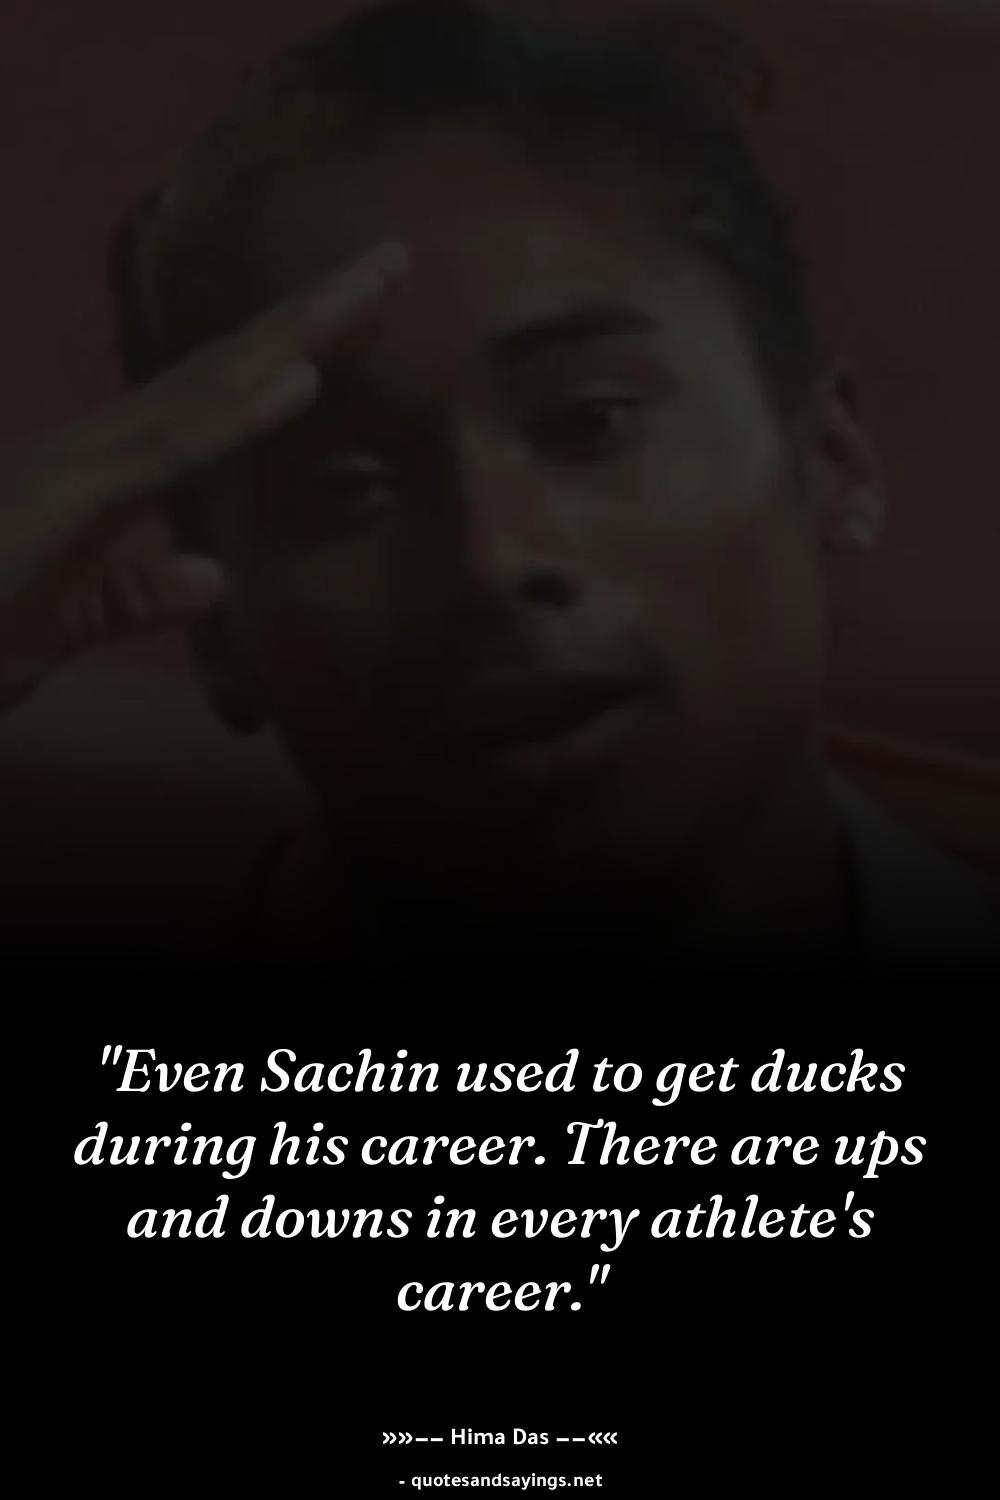 "Even Sachin used to get ducks
during his career. There are ups
and downs in every athlete's
career."
»»–– Hima Das ––««
- quotesandsayings.net